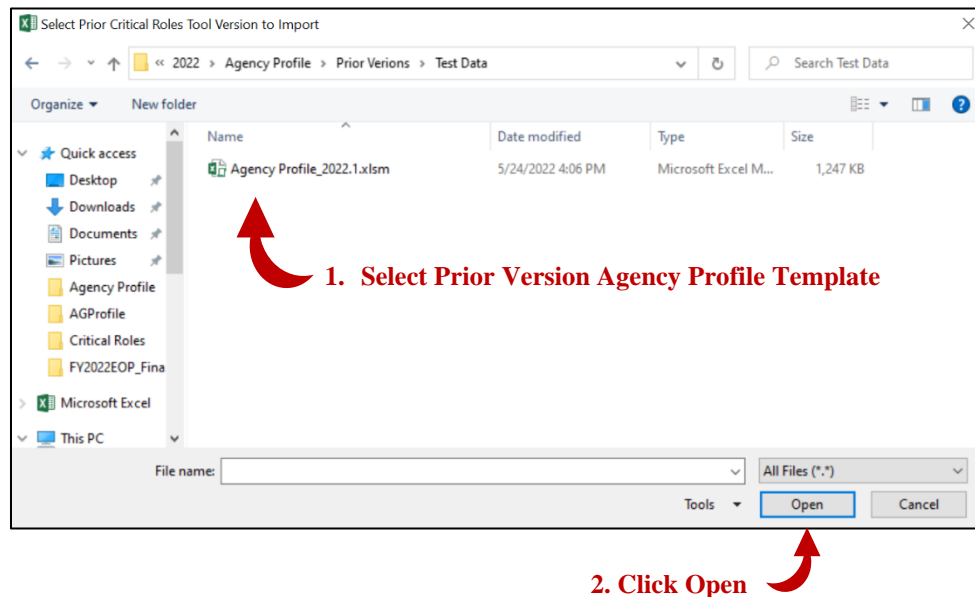 Select Prior Critical Roles Tool Version to Import
« 2022 > Agency Profile > Prior Verions > Test Data
Search Test Data
Organize
New folder
Name
Date modified
Type
Size
Quick access
Agency Profile_2022.1.xlsm
5/24/2022 4:06 PM
Microsoft Excel M...
1,247 KB
Desktop
Downloads
Documents
Pictures
Agency Profile
AGProfile
Critical Roles
FY2022EOP_Fina
Microsoft Excel
This PC
1. Select Prior Version Agency Profile Template
File name:
All Files (*.*)
Tools
Open
Cancel
2. Click Open